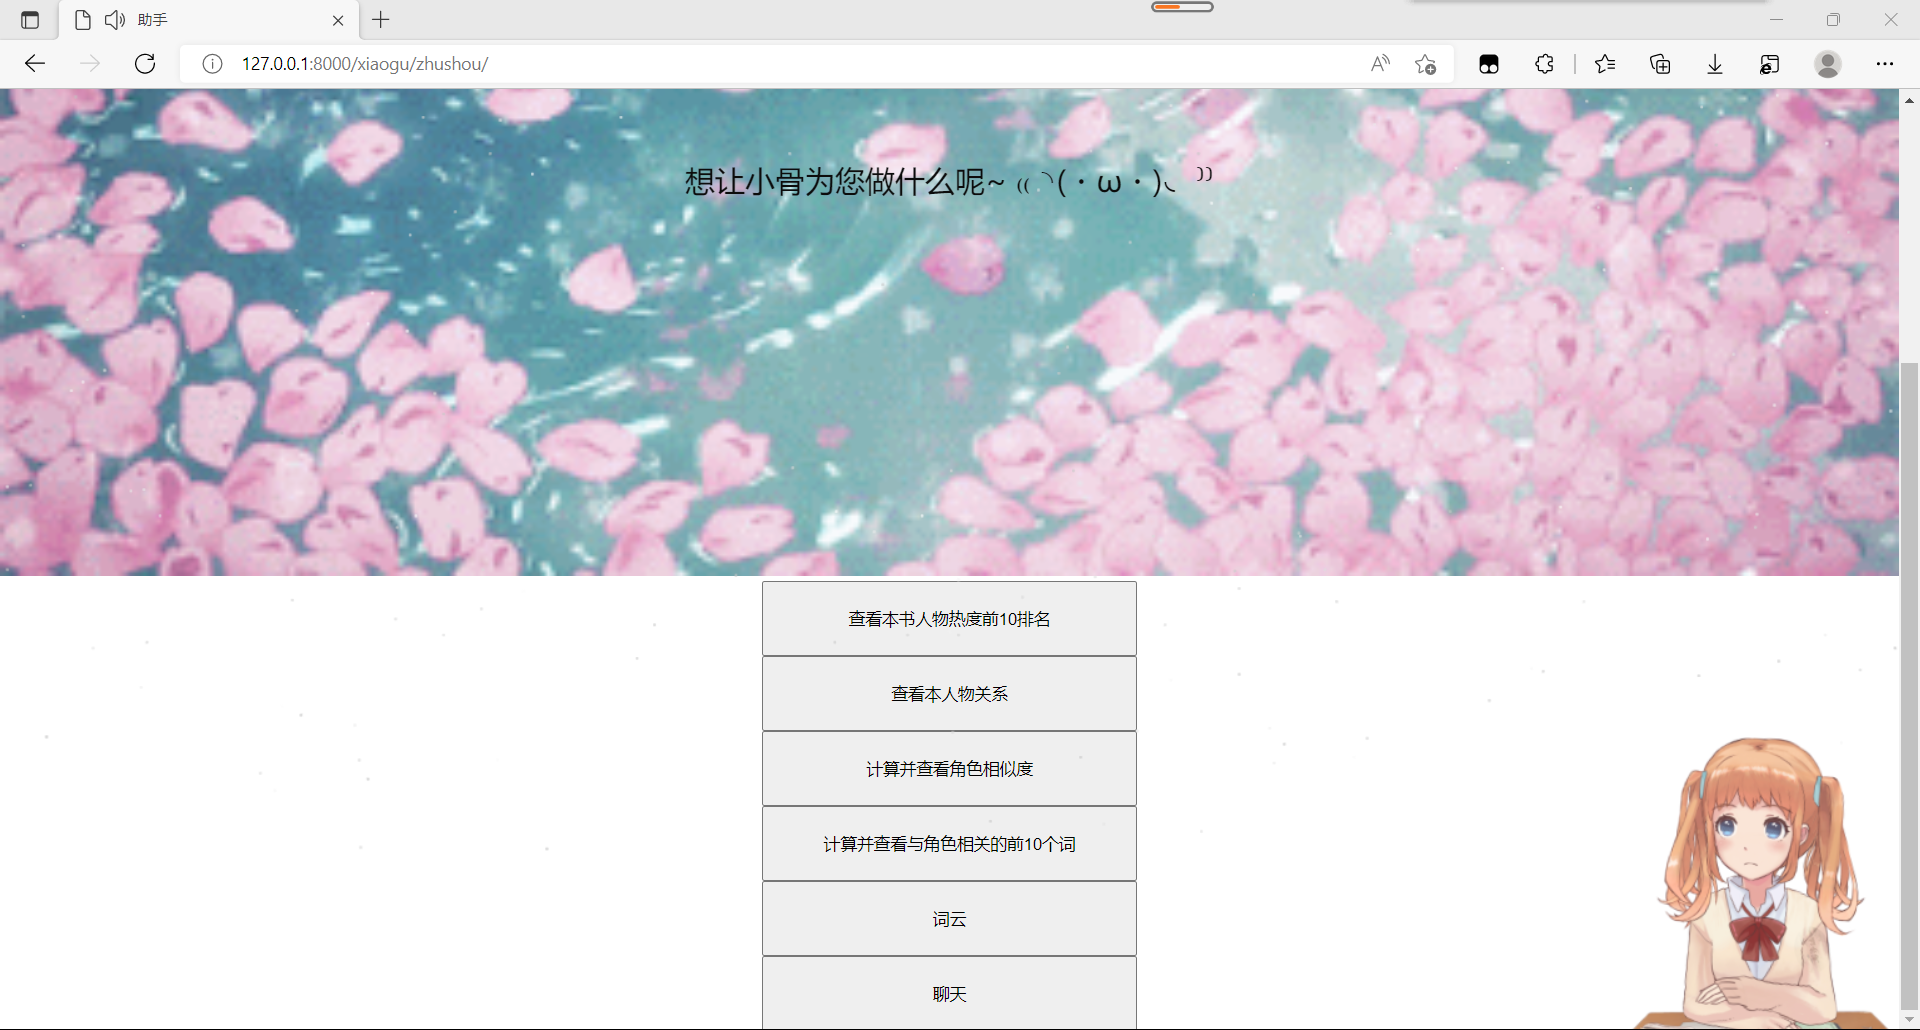 助手
127.0.0.1:8000/xiaogu/zhushou/
想让小骨为您做什么呢~ ₍₍ ◝(・ω・)◟ ⁾⁾
查看本书人物热度前10排名
查看本人物关系
计算并查看角色相似度
计算并查看与角色相关的前10个词
词云
聊天